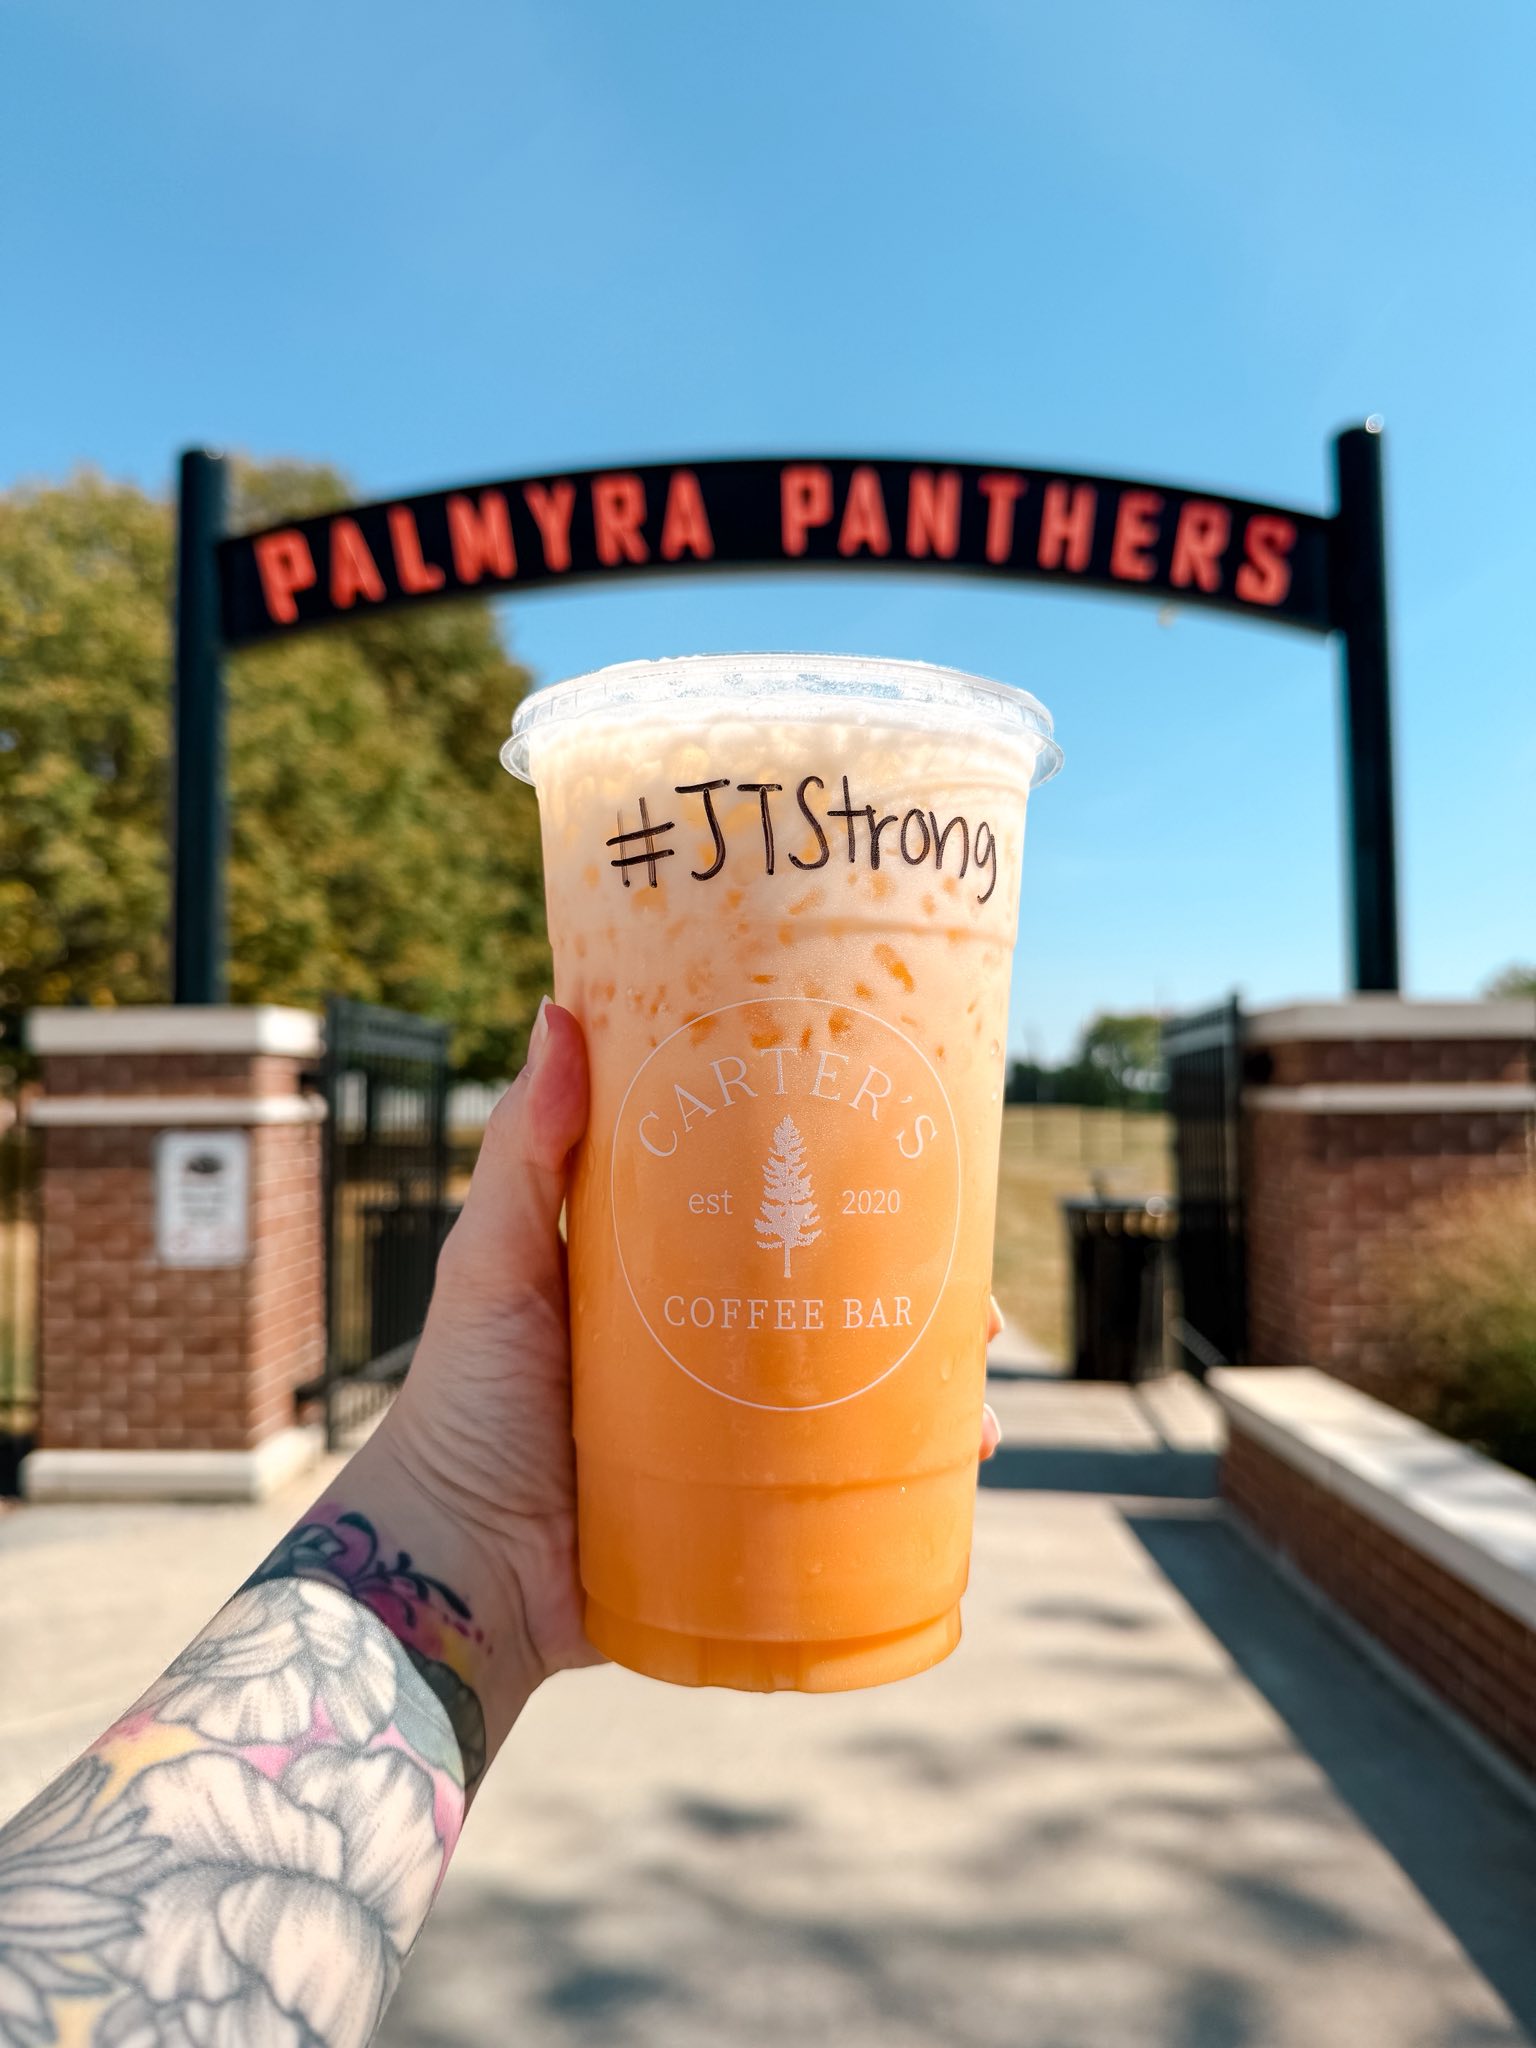 PALMYRA PANTHERS
#JTStrong
CARTER'S
est 2020
COFFEE BAR